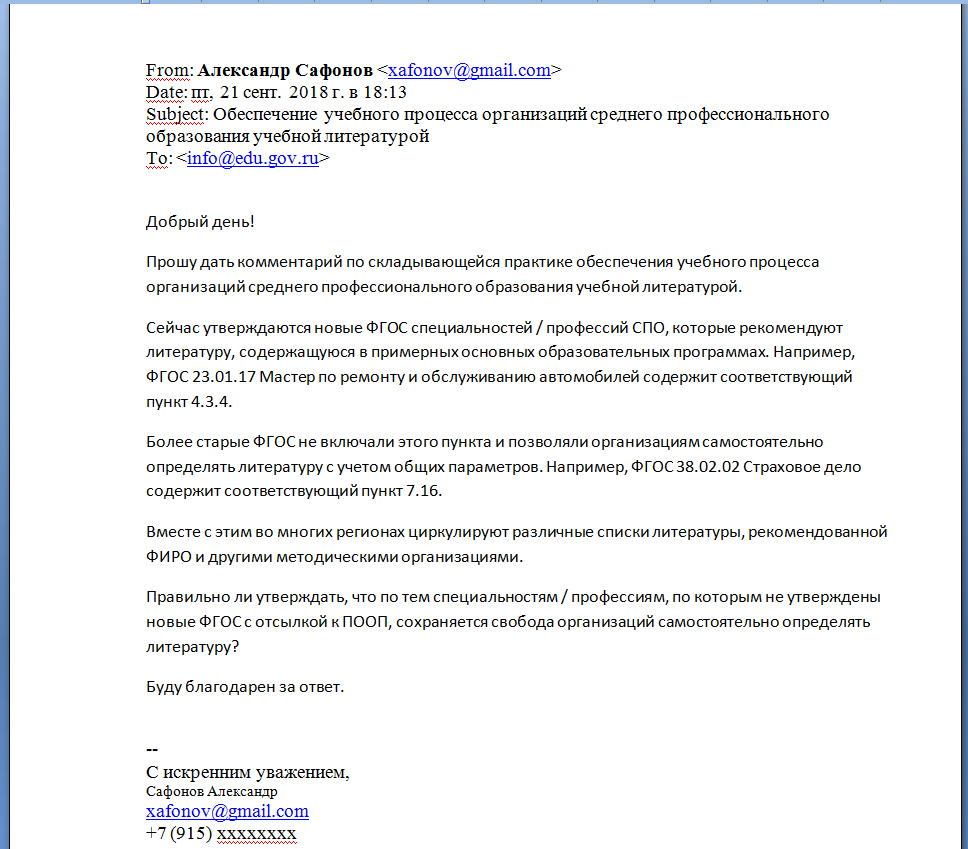 From: Александр Сафонов <xafonov@gmail.com>
Date: пт, 21 сент. 2018 г. в 18:13
Subject: Обеспечение учебного процесса организаций среднего профессионального
образования учебной литературой
To: <info@edu.gov.ru>
Добрый день!
Прошу дать комментарий по складывающейся практике обеспечения учебного процесса
организаций среднего профессионального образования учебной литературой.
Сейчас утверждаются новые ФГОС специальностей / профессий СПО, которые рекомендуют
литературу, содержащуюся в примерных основных образовательных программах. Например,
ФГОС 23.01.17 Мастер по ремонту и обслуживанию автомобилей содержит соответствующий
пункт 4.3.4.
Более старые ФГОС не включали этого пункта и позволяли организациям самостоятельно
определять литературу с учетом общих параметров. Например, ФГОС 38.02.02 Страховое дело
содержит соответствующий пункт 7.16.
Вместе с этим во многих регионах циркулируют различные списки литературы, рекомендованной
ФИРО и другими методическими организациями.
Правильно ли утверждать, что по тем специальностям / профессиям, по которым не утверждены
новые ФГОС с отсылкой к ПООП, сохраняется свобода организаций самостоятельно определять
литературу?
Буду благодарен за ответ.
--
С искренним уважением,
Сафонов Александр
xafonov@gmail.com
+7 (915) xxxxxxxx